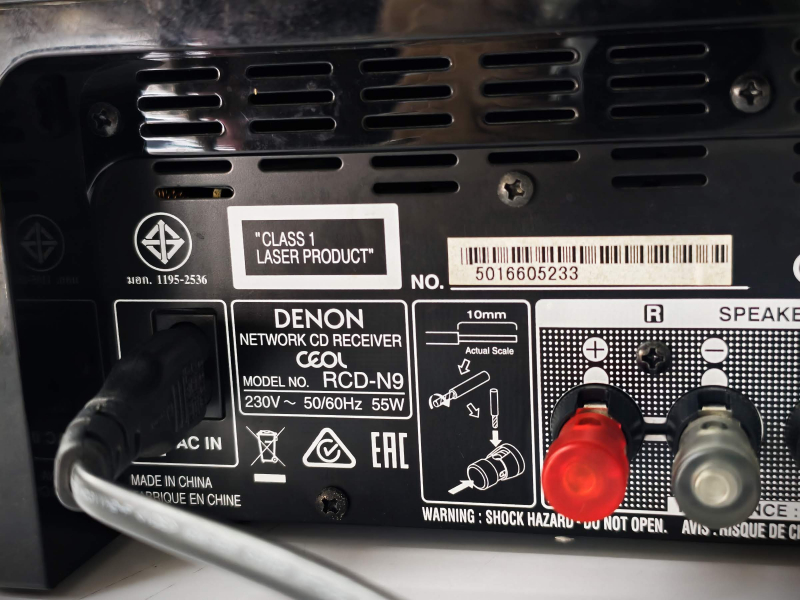 มอก. 1195-2536
"CLASS 1
LASER PRODUCT"
NO.
5016605233
DENON
NETWORK CD RECEIVER
CEOL
MODEL NO. RCD-N9
230V ~ 50/60Hz 55W
AC IN
MADE IN CHINA
FABRIQUE EN CHINE
EAC
10mm
Actual Scale
R SPEAKE
+ −
WARNING : SHOCK HAZARD - DO NOT OPEN. AVIS : RISQUE DE